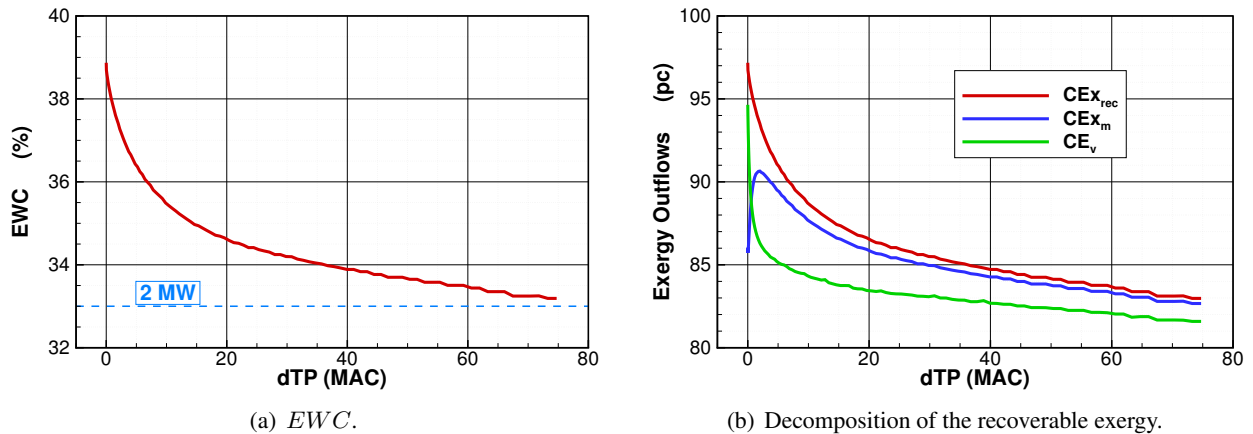 40
38
36
34
32
EWC (%)
2 MW
0 20 40 60 80
dTP (MAC)
(a) EWC.
100
95
90
85
80
Exergy Outflows (pc)
CEx_rec
CEx_m
CE_v
0 20 40 60 80
dTP (MAC)
(b) Decomposition of the recoverable exergy.